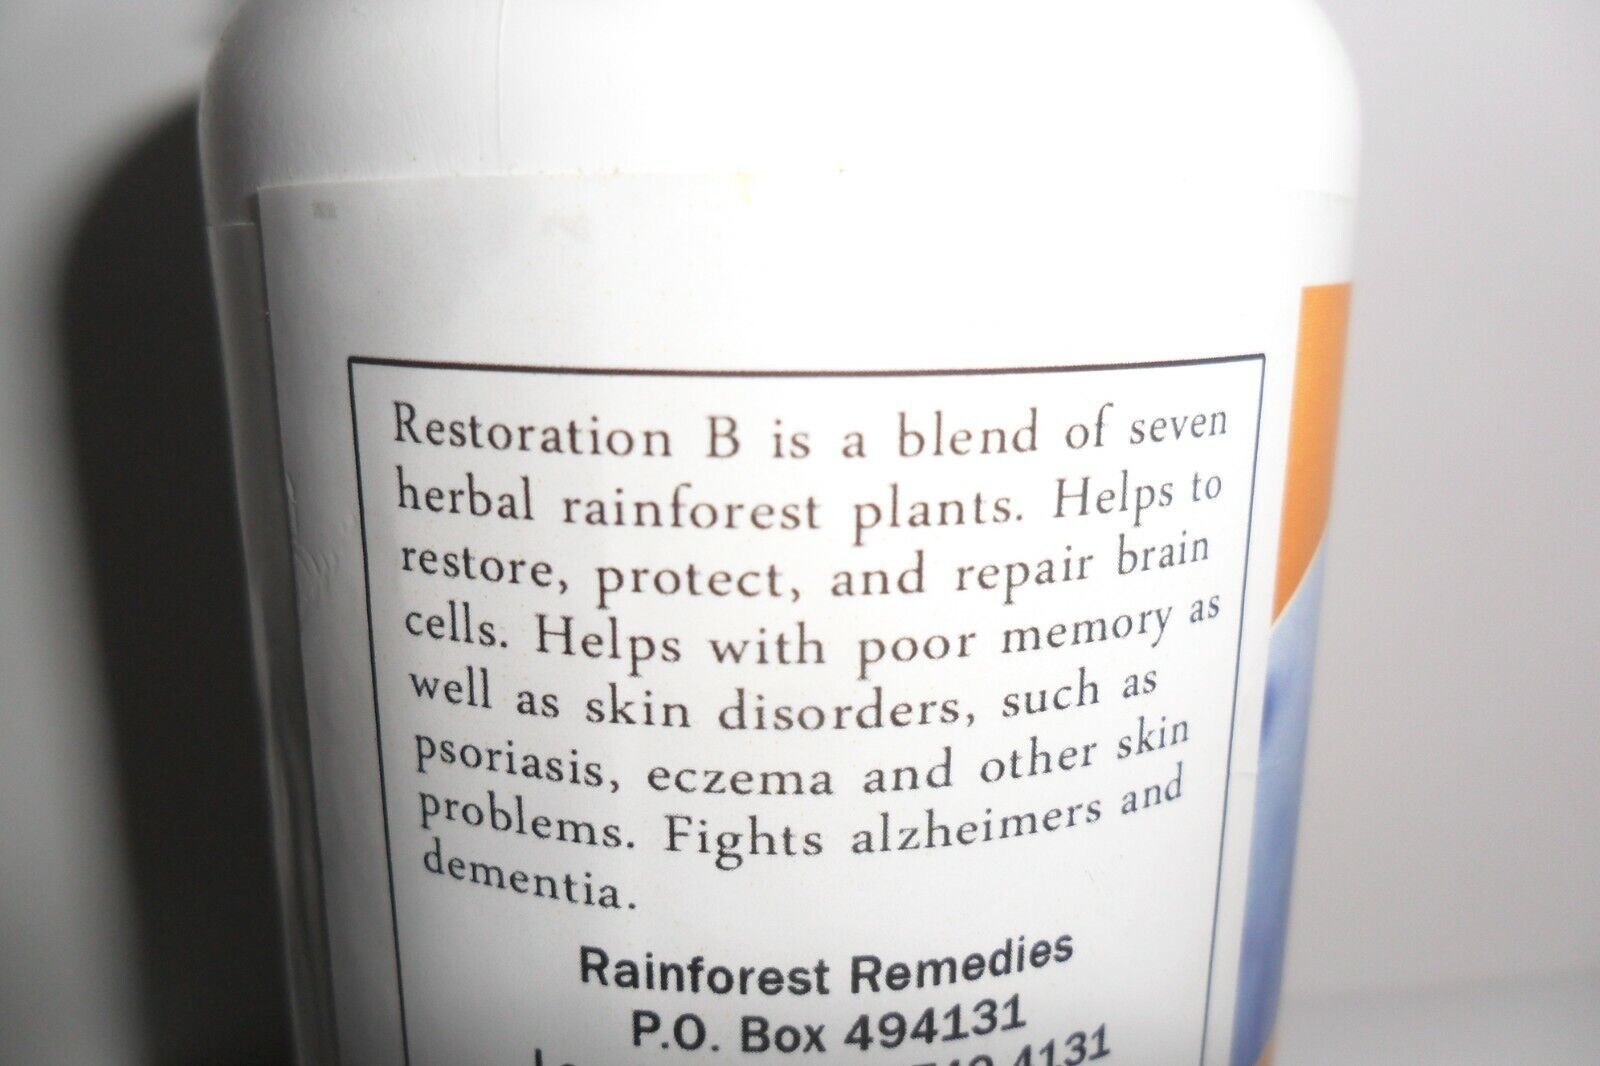 Restoration B is a blend of seven
herbal rainforest plants. Helps to
restore, protect, and repair brain
cells. Helps with poor memory as
well as skin disorders, such as
psoriasis, eczema and other skin
problems. Fights alzheimers and
dementia.
Rainforest Remedies
P.O. Box 494131
4131